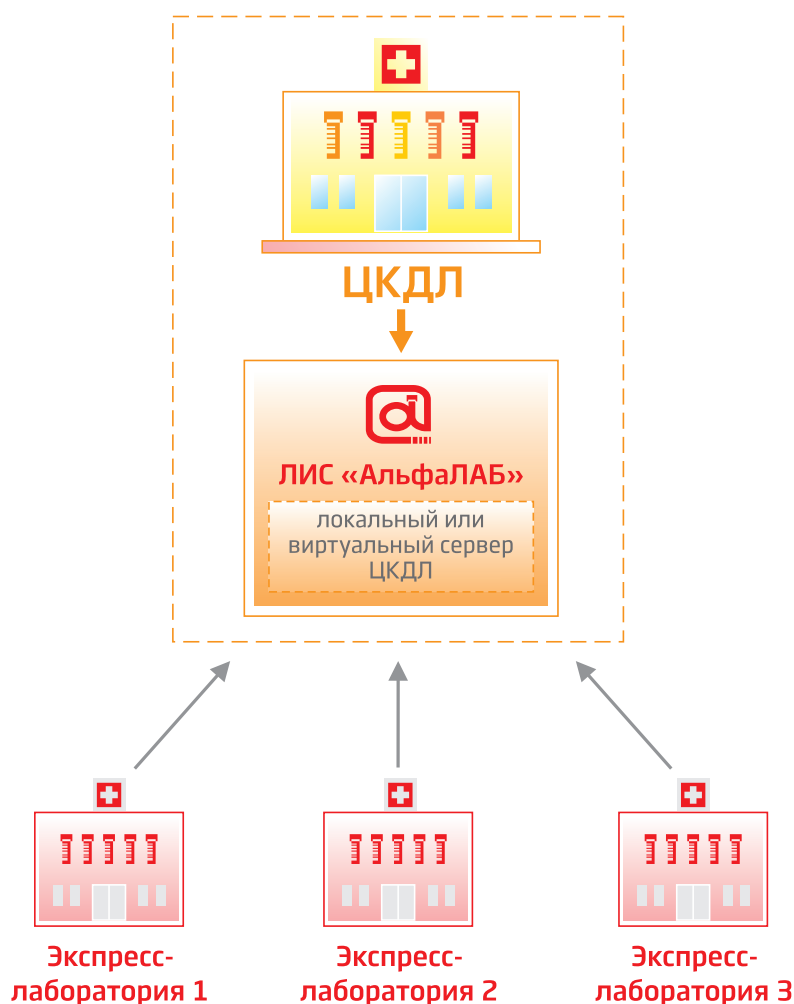 ЦКДЛ
ЛИС «АльфаЛАБ»
локальный или
виртуальный сервер
ЦКДЛ
Экспресс-
лаборатория 1
Экспресс-
лаборатория 2
Экспресс-
лаборатория 3